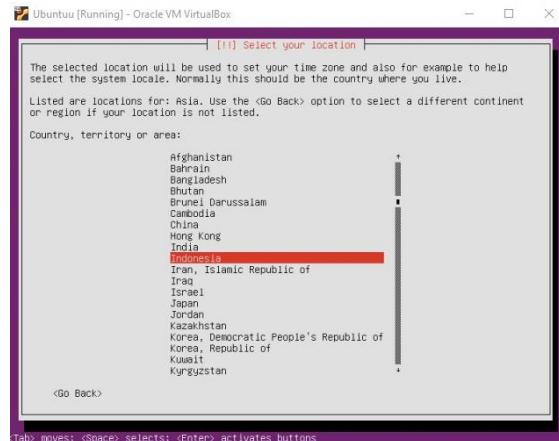 Ubuntuu [Running] - Oracle VM VirtualBox
[!!] Select your location
The selected location will be used to set your time zone and also for example to help
select the system locale. Normally this should be the country where you live.
Listed are locations for: Asia. Use the <Go Back> option to select a different continent
or region if your location is not listed.
Country, territory or area:
Afghanistan
Bahrain
Bangladesh
Bhutan
Brunei Darussalam
Cambodia
China
Hong Kong
India
Indonesia
Iran, Islamic Republic of
Iraq
Israel
Japan
Jordan
Kazakhstan
Korea, Democratic People's Republic of
Korea, Republic of
Kuwait
Kyrgyzstan
<Go Back>
<Tab> moves; <Space> selects; <Enter> activates buttons